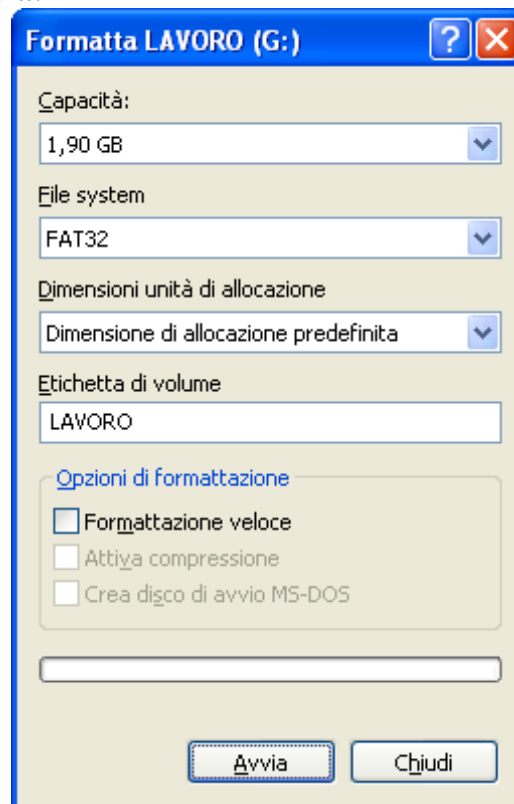 Formatta LAVORO (G:)
Capacità:
1,90 GB
File system
FAT32
Dimensioni unità di allocazione
Dimensione di allocazione predefinita
Etichetta di volume
LAVORO
Opzioni di formattazione
Formattazione veloce
Attiva compressione
Crea disco di avvio MS-DOS
Avvia Chiudi